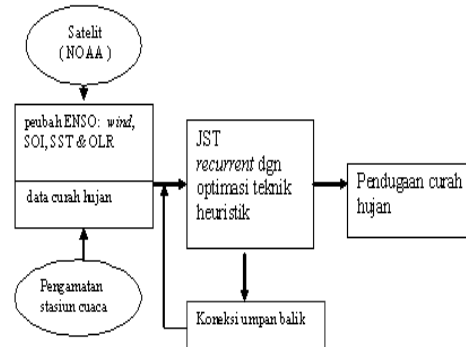 Satelit
( NOAA )
peubah ENSO: wind,
SOI, SST & OLR
data curah hujan
Pengamatan
stasiun cuaca
JST
recurrent dgn
optimasi teknik
heuristik
Koneksi umpan balik
Pendugaan curah
hujan